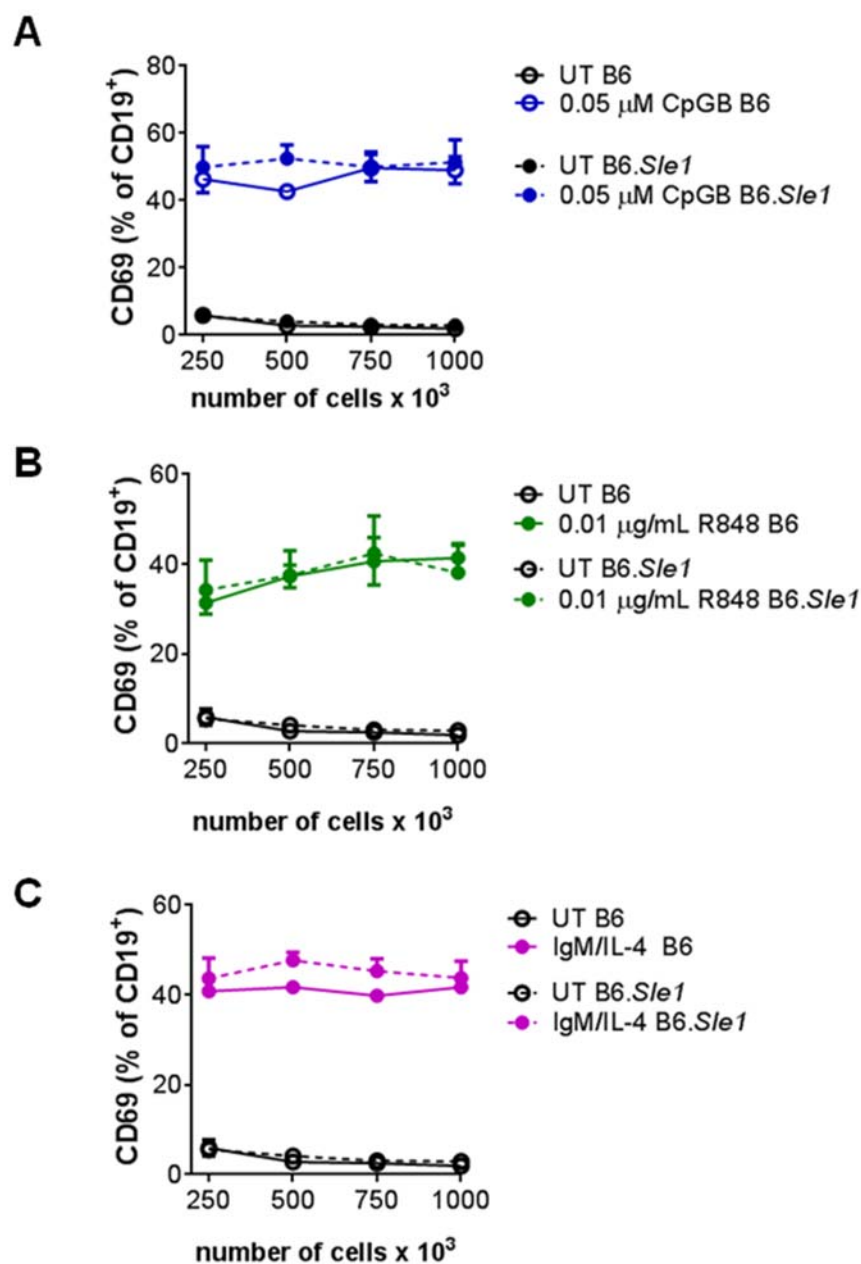 A
CD69 (% of CD19⁺)
80
60
40
20
0
250 500 750 1000
number of cells x 10³
UT B6
0.05 µM CpGB B6
UT B6.Sle1
0.05 µM CpGB B6.Sle1
B
CD69 (% of CD19⁺)
60
40
20
0
250 500 750 1000
number of cells x 10³
UT B6
0.01 µg/mL R848 B6
UT B6.Sle1
0.01 µg/mL R848 B6.Sle1
C
CD69 (% of CD19⁺)
60
40
20
0
250 500 750 1000
number of cells x 10³
UT B6
IgM/IL-4 B6
UT B6.Sle1
IgM/IL-4 B6.Sle1